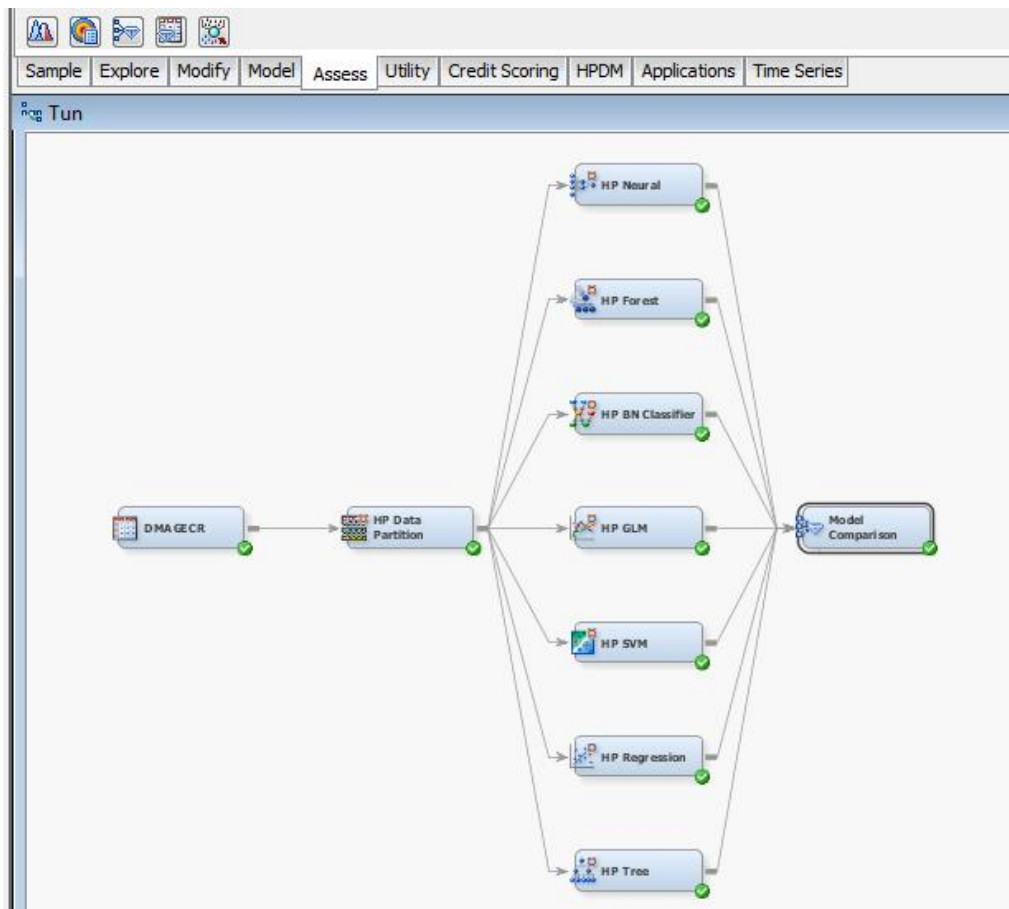 Sample Explore Modify Model Assess Utility Credit Scoring HPDM Applications Time Series
Tun
HP Neural
HP Forest
HP BN Classifier
DMAGECR
HP Data
Partition
HP GLM
Model
Comparison
HP SVM
HP Regression
HP Tree